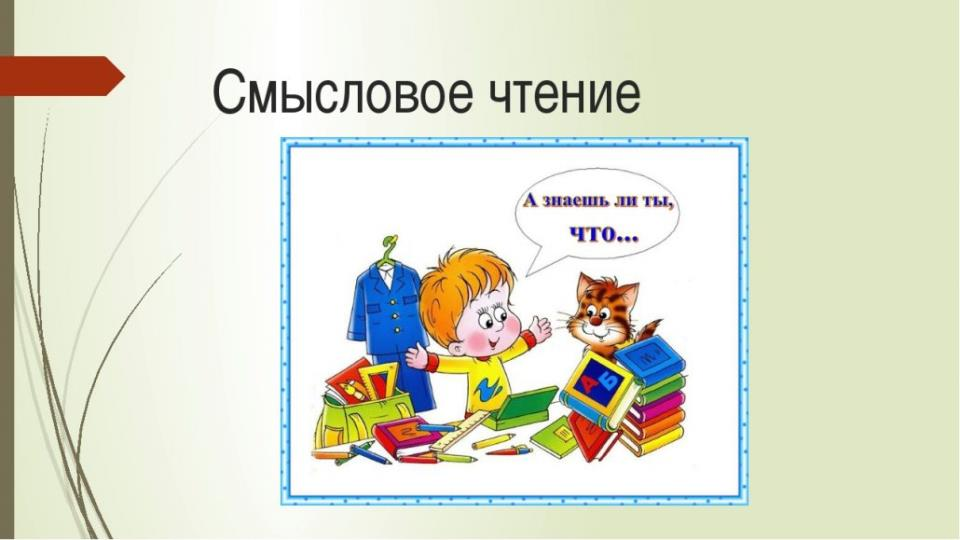 Смысловое чтение
А знаешь ли ты,
что...
А
Б